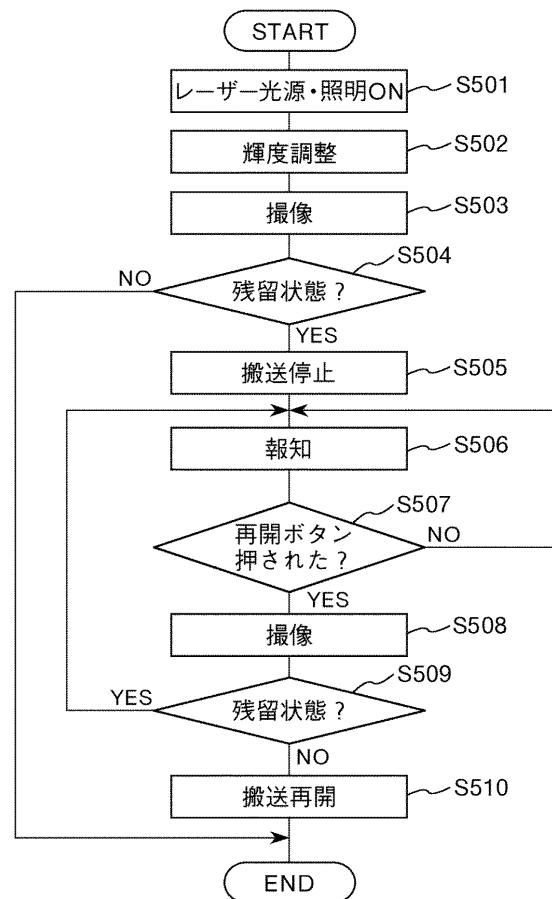 START
レーザー光源・照明ON
S501
輝度調整
S502
撮像
S503
S504
NO
残留状態？
YES
搬送停止
S505
報知
S506
S507
再開ボタン
押された？
NO
YES
撮像
S508
S509
YES
残留状態？
NO
搬送再開
S510
END